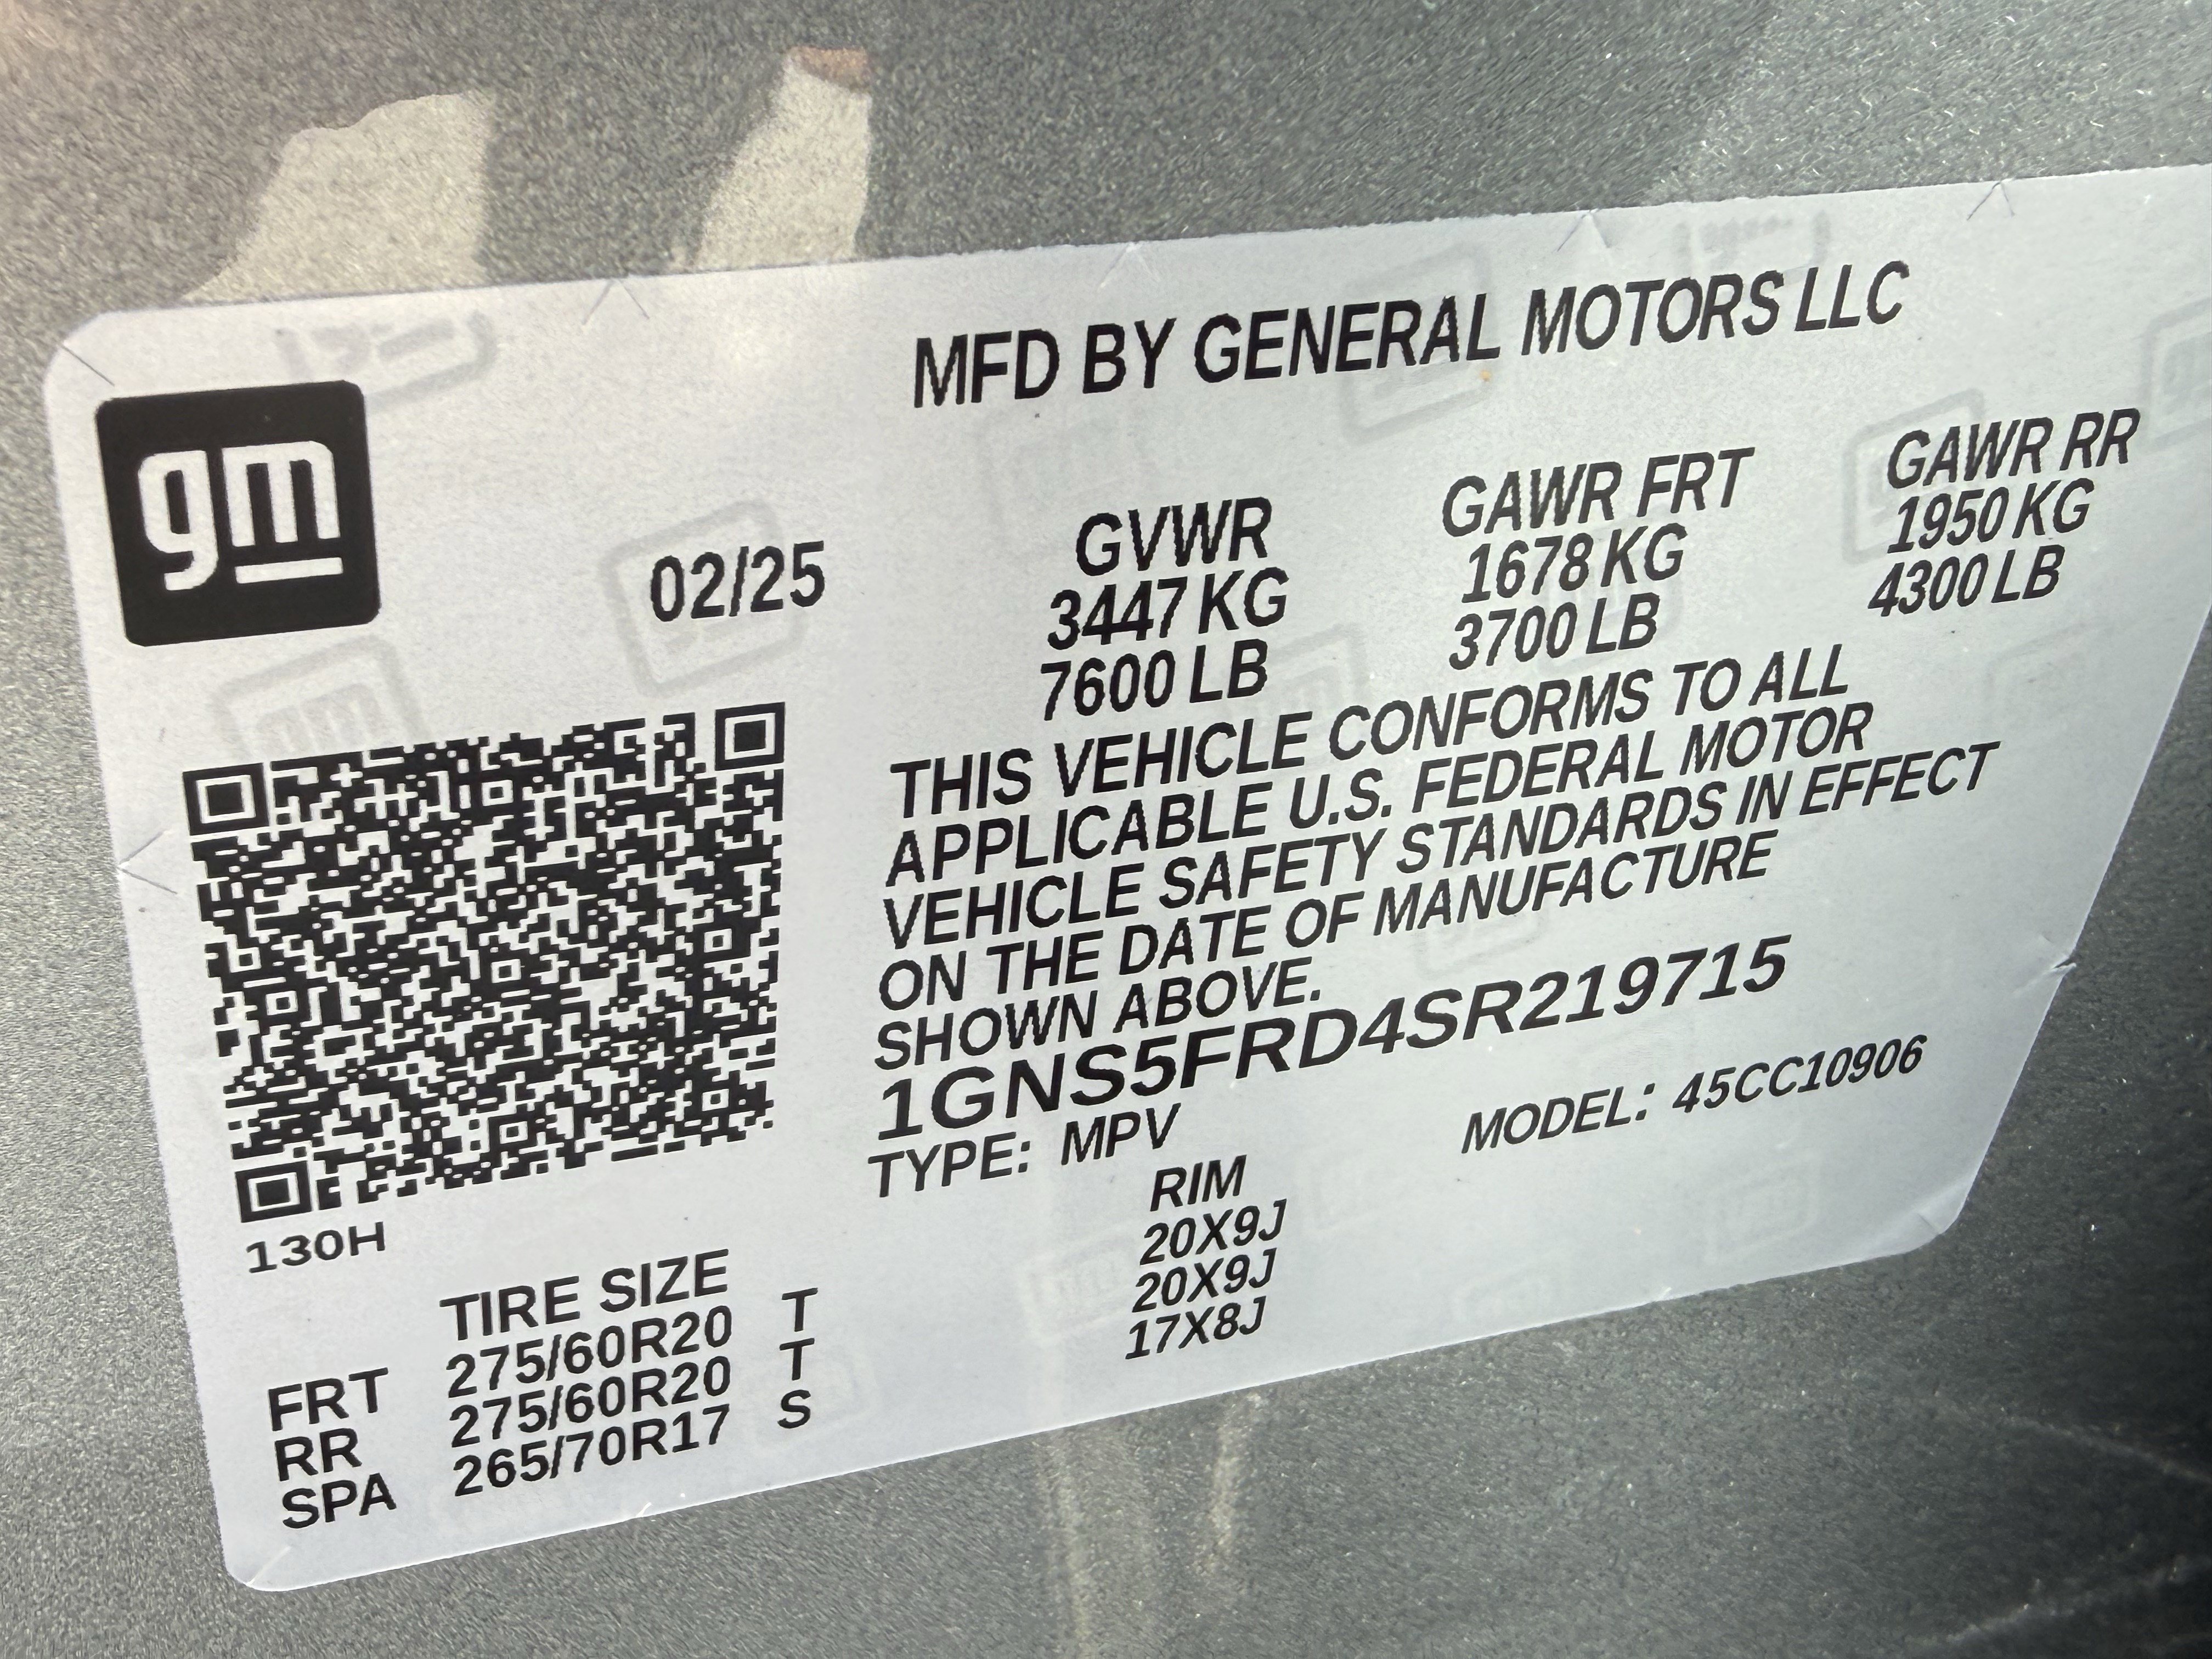 MFD BY GENERAL MOTORS LLC
gm
02/25
GVWR GAWR FRT GAWR RR
3447 KG 1678 KG 1950 KG
7600 LB 3700 LB 4300 LB
THIS VEHICLE CONFORMS TO ALL
APPLICABLE U.S. FEDERAL MOTOR
VEHICLE SAFETY STANDARDS IN EFFECT
ON THE DATE OF MANUFACTURE
SHOWN ABOVE.
1GNS5FRD4SR219715
TYPE: MPV MODEL: 45CC10906
130H
TIRE SIZE RIM
FRT 275/60R20 T 20X9J
RR 275/60R20 T 20X9J
SPA 265/70R17 S 17X8J